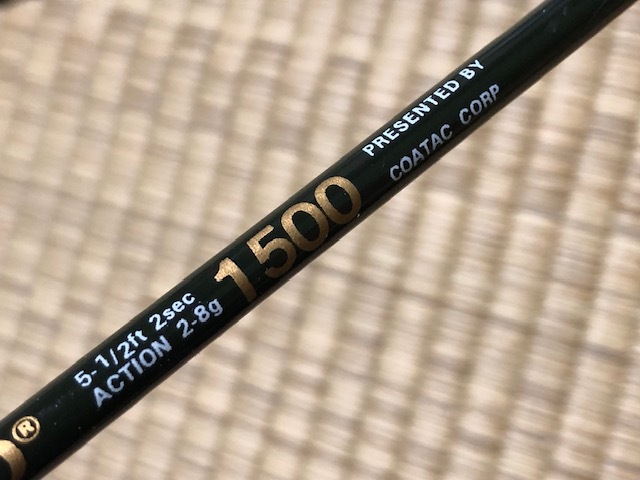 ®
5-1/2ft 2sec
ACTION 2-8g
1500
PRESENTED BY
COATAC CORP